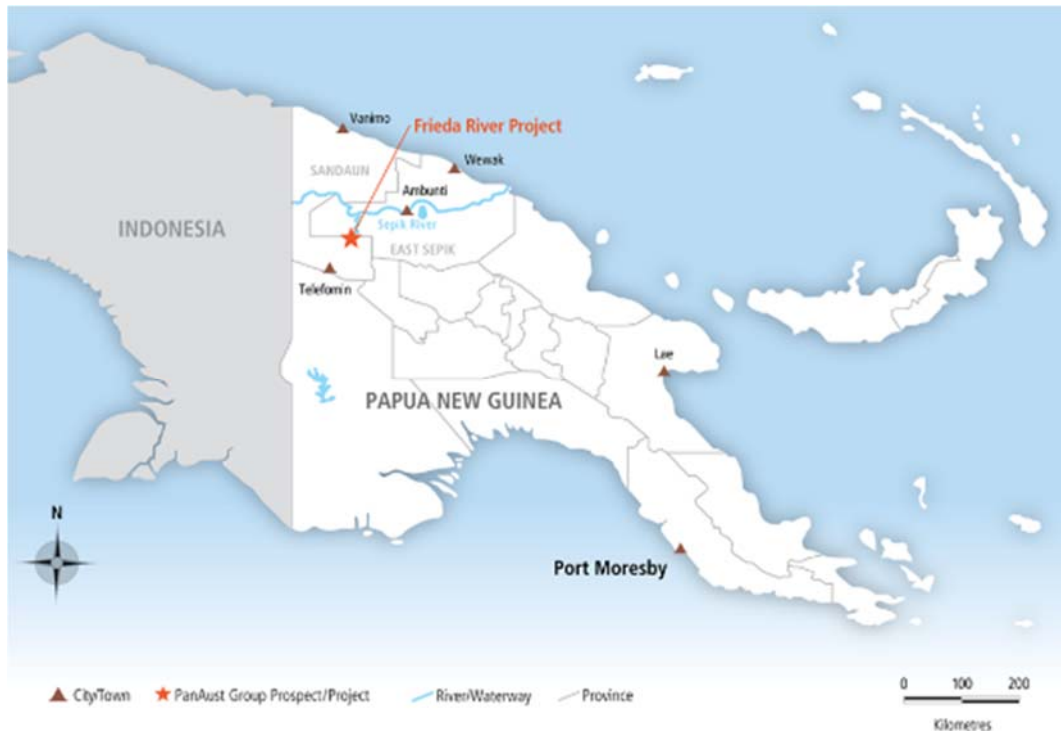 Vanimo
Frieda River Project
Wewak
SANDAUN
Ambunti
Sepik River
INDONESIA
EAST SEPIK
Telefomin
Lae
PAPUA NEW GUINEA
N
Port Moresby
City/Town
PanAust Group Prospect/Project
River/Waterway
Province
0 100 200
Kilometres